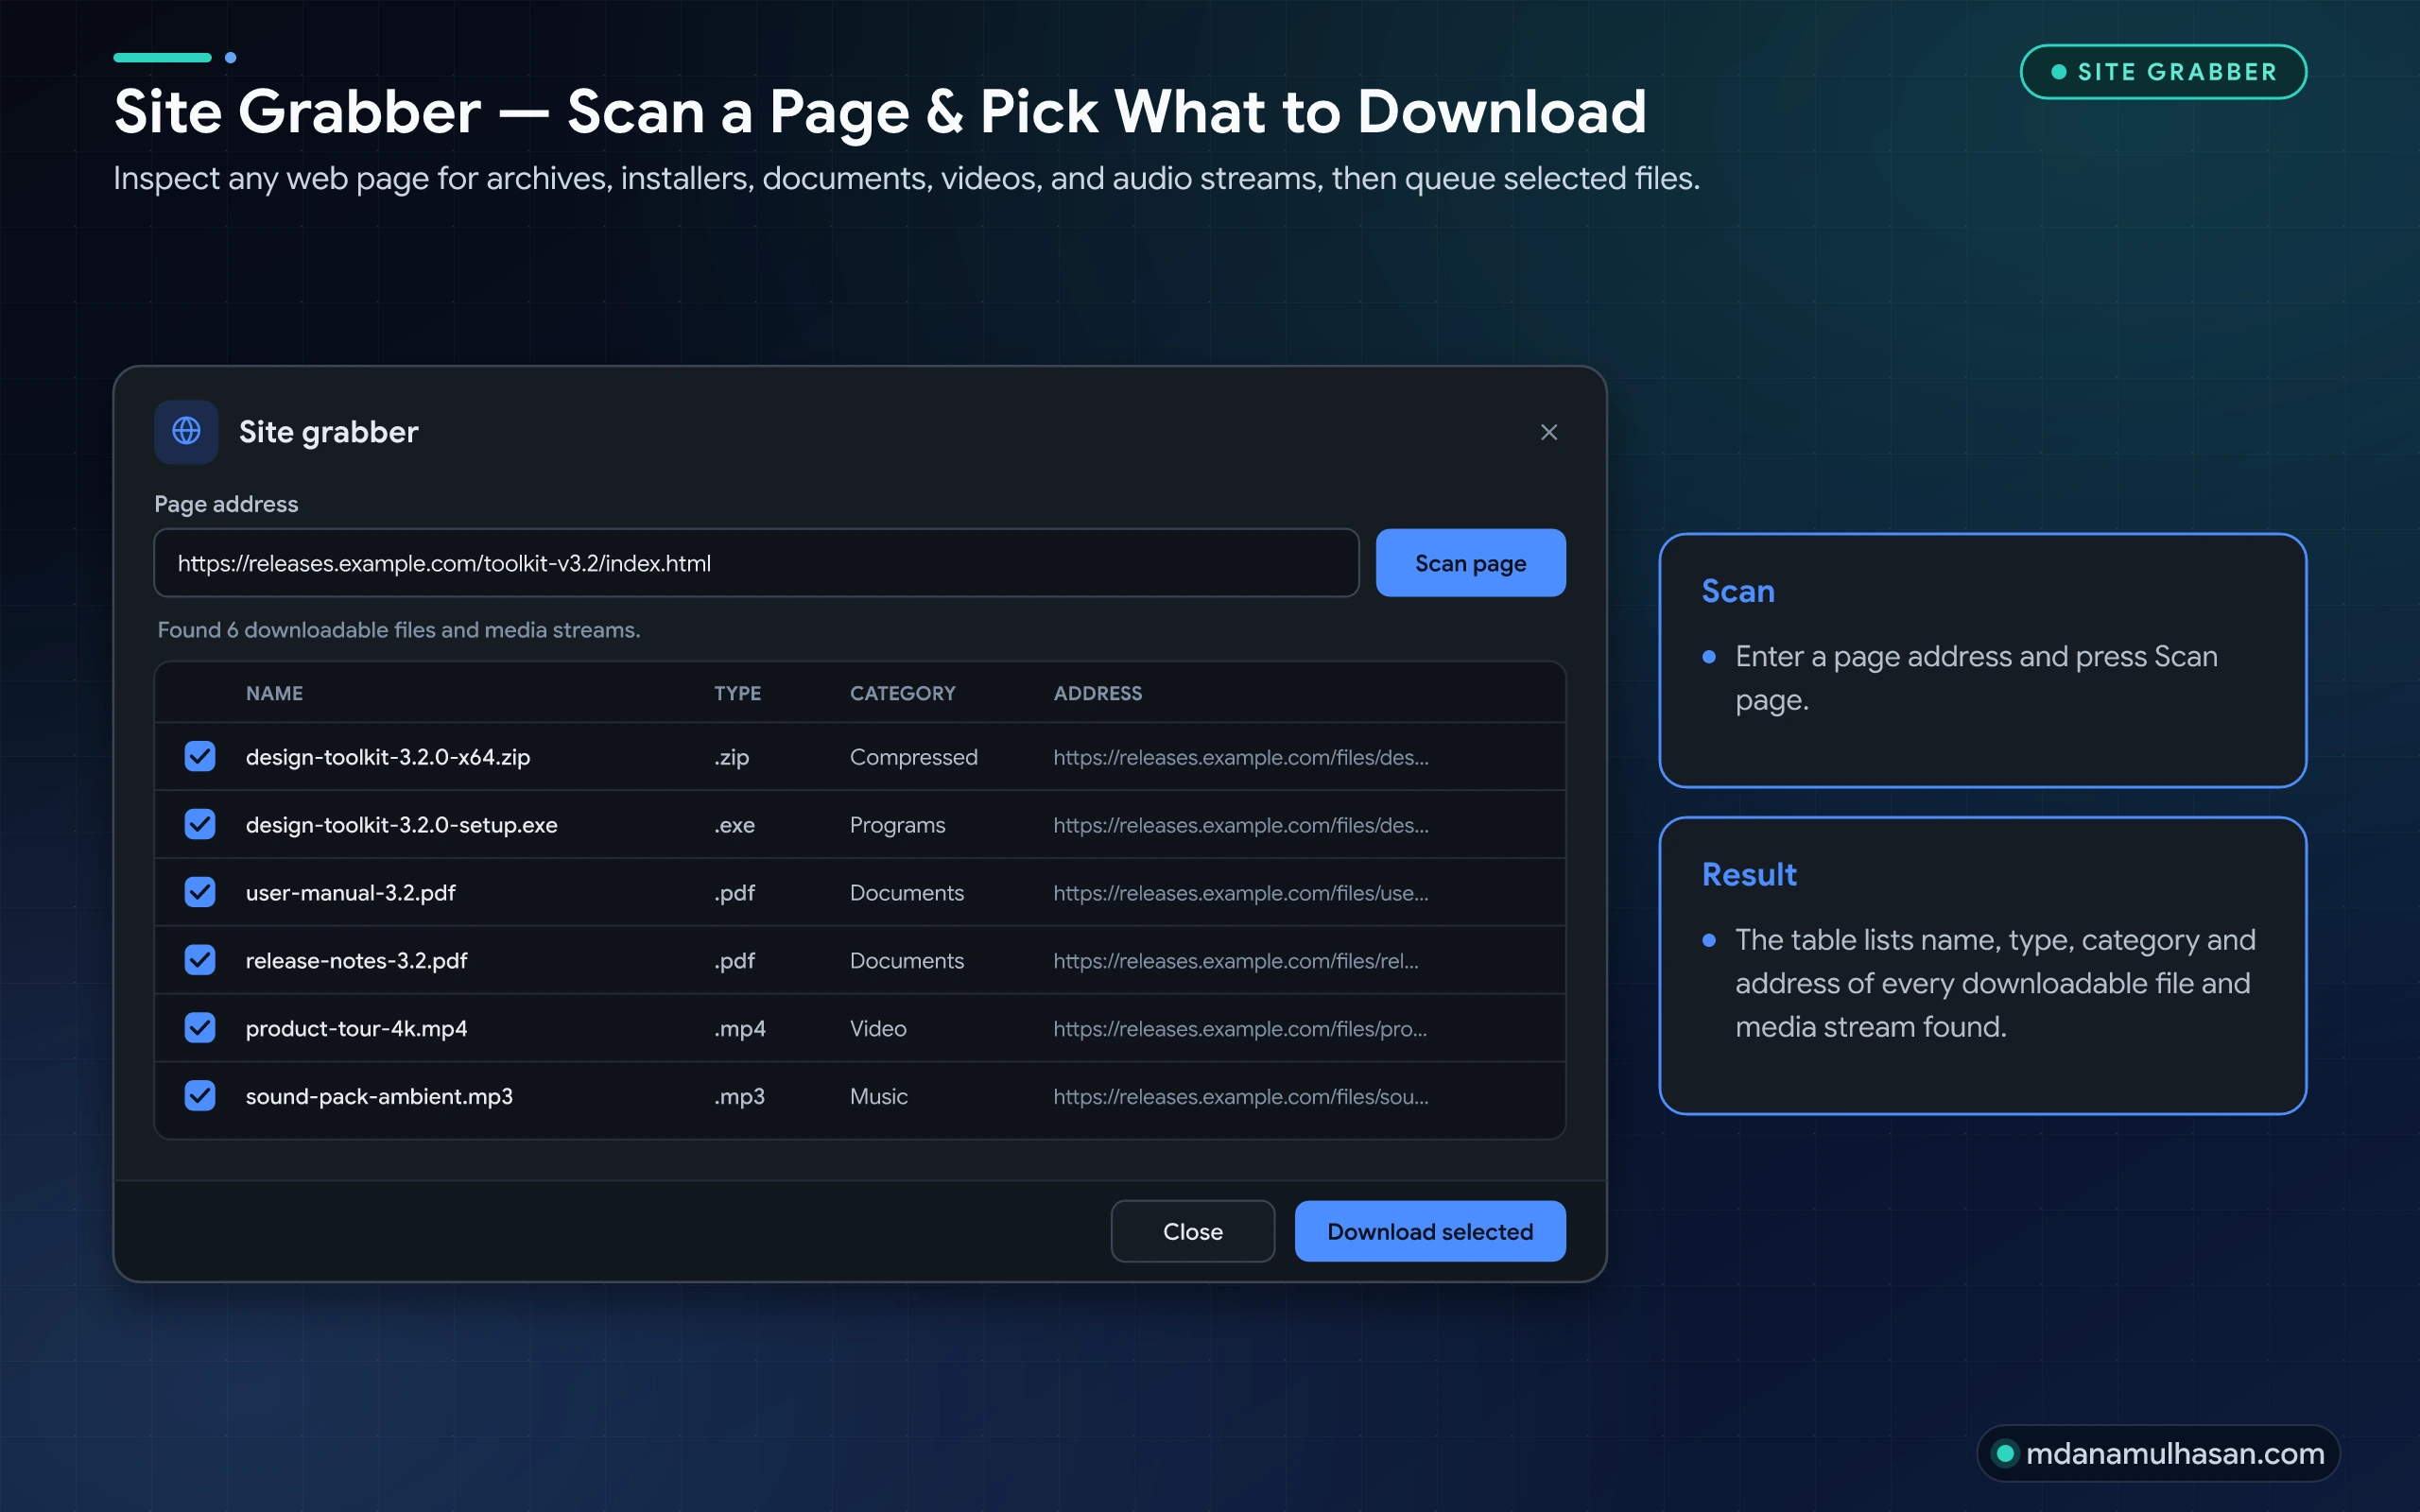 SITE GRABBER
Site Grabber — Scan a Page & Pick What to Download
Inspect any web page for archives, installers, documents, videos, and audio streams, then queue selected files.
Site grabber
Page address
https://releases.example.com/toolkit-v3.2/index.html
Scan page
Found 6 downloadable files and media streams.
NAME TYPE CATEGORY ADDRESS
design-toolkit-3.2.0-x64.zip .zip Compressed https://releases.example.com/files/des...
design-toolkit-3.2.0-setup.exe .exe Programs https://releases.example.com/files/des...
user-manual-3.2.pdf .pdf Documents https://releases.example.com/files/use...
release-notes-3.2.pdf .pdf Documents https://releases.example.com/files/rel...
product-tour-4k.mp4 .mp4 Video https://releases.example.com/files/pro...
sound-pack-ambient.mp3 .mp3 Music https://releases.example.com/files/sou...
Close
Download selected
Scan
Enter a page address and press Scan
page.
Result
The table lists name, type, category and
address of every downloadable file and
media stream found.
mdanamulhasan.com